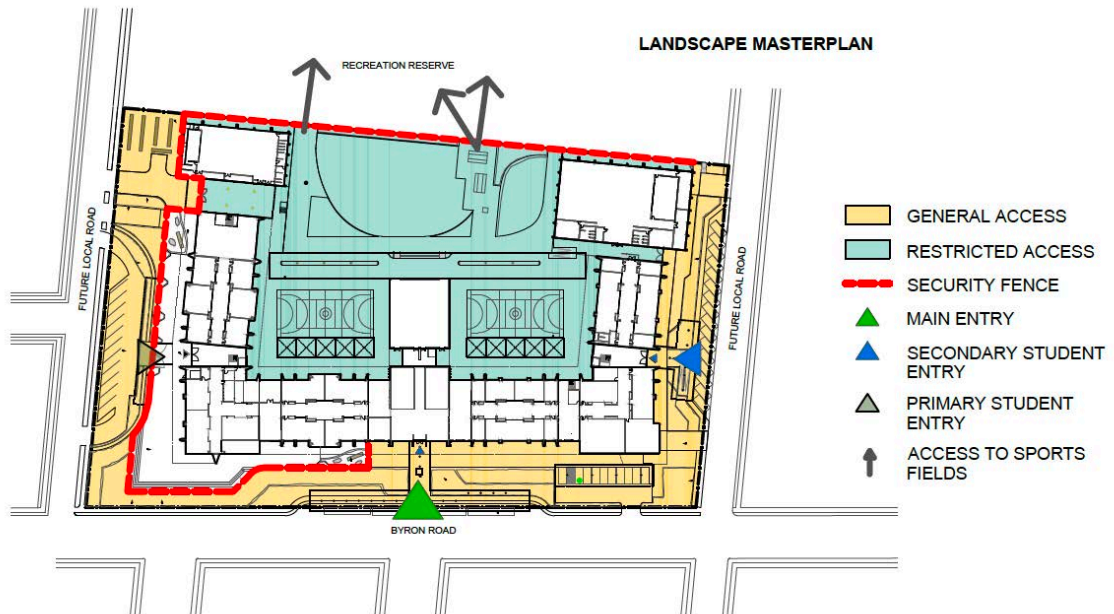 LANDSCAPE MASTERPLAN
RECREATION RESERVE
FUTURE LOCAL ROAD
FUTURE LOCAL ROAD
BYRON ROAD
GENERAL ACCESS
RESTRICTED ACCESS
SECURITY FENCE
MAIN ENTRY
SECONDARY STUDENT
ENTRY
PRIMARY STUDENT
ENTRY
ACCESS TO SPORTS
FIELDS